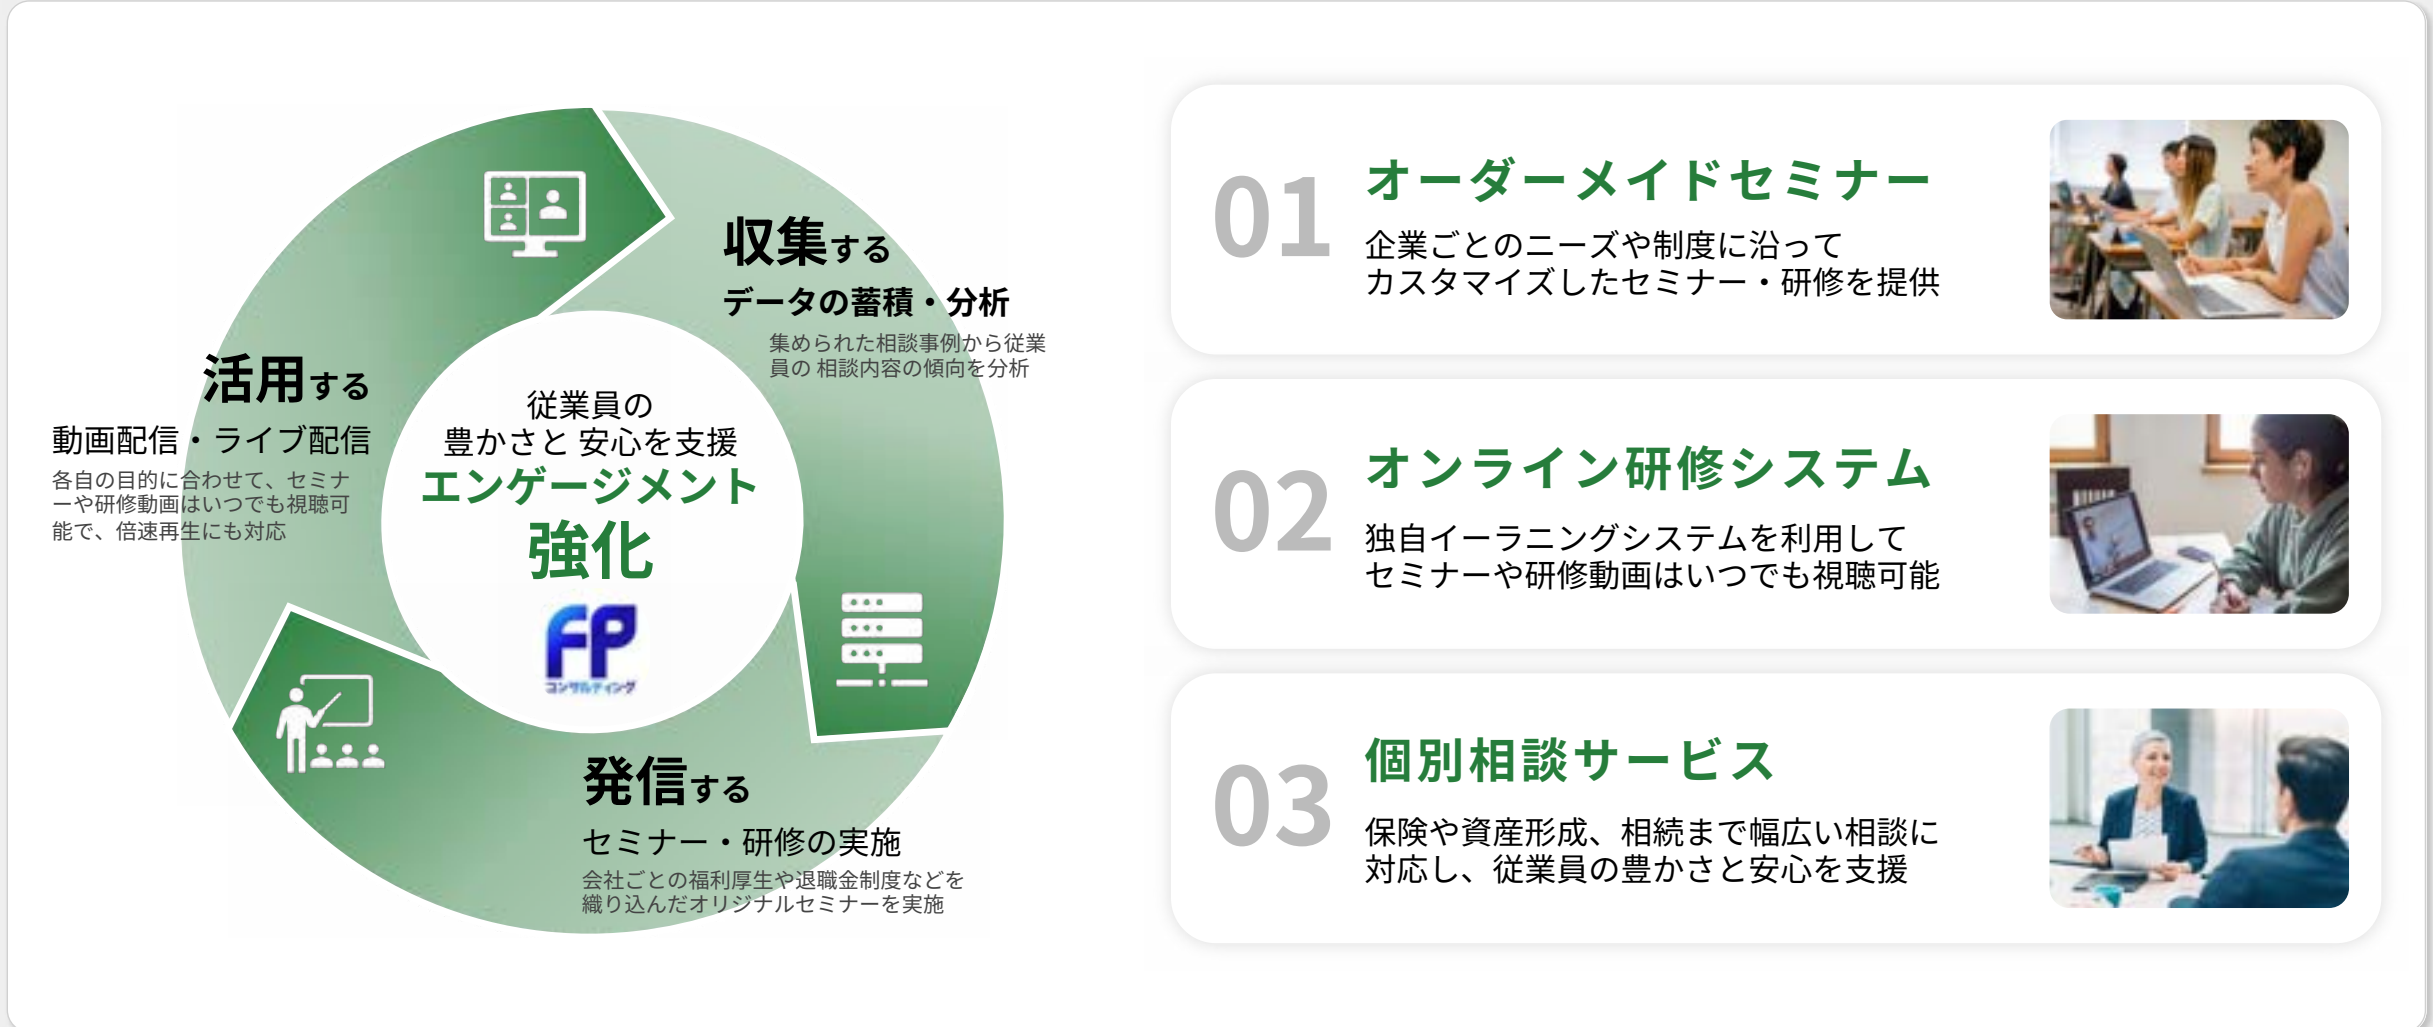 収集する
データの蓄積・分析
集められた相談事例から従業
員の 相談内容の傾向を分析
活用する
動画配信・ライブ配信
各自の目的に合わせて、セミナ
ーや研修動画はいつでも視聴可
能で、倍速再生にも対応
従業員の
豊かさと 安心を支援
エンゲージメント
強化
FP
コンサルティング
発信する
セミナー・研修の実施
会社ごとの福利厚生や退職金制度などを
織り込んだオリジナルセミナーを実施
01
オーダーメイドセミナー
企業ごとのニーズや制度に沿って
カスタマイズしたセミナー・研修を提供
02
オンライン研修システム
独自イーラニングシステムを利用して
セミナーや研修動画はいつでも視聴可能
03
個別相談サービス
保険や資産形成、相続まで幅広い相談に
対応し、従業員の豊かさと安心を支援